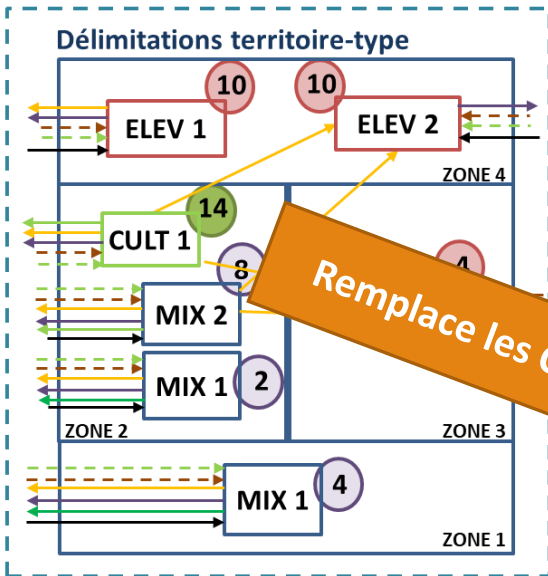 Délimitations territoire-type
10
10
ELEV 1
ELEV 2
ZONE 4
14
CULT 1
8
4
Remplace les
MIX 2
MIX 1
2
ZONE 2
ZONE 3
4
MIX 1
ZONE 1